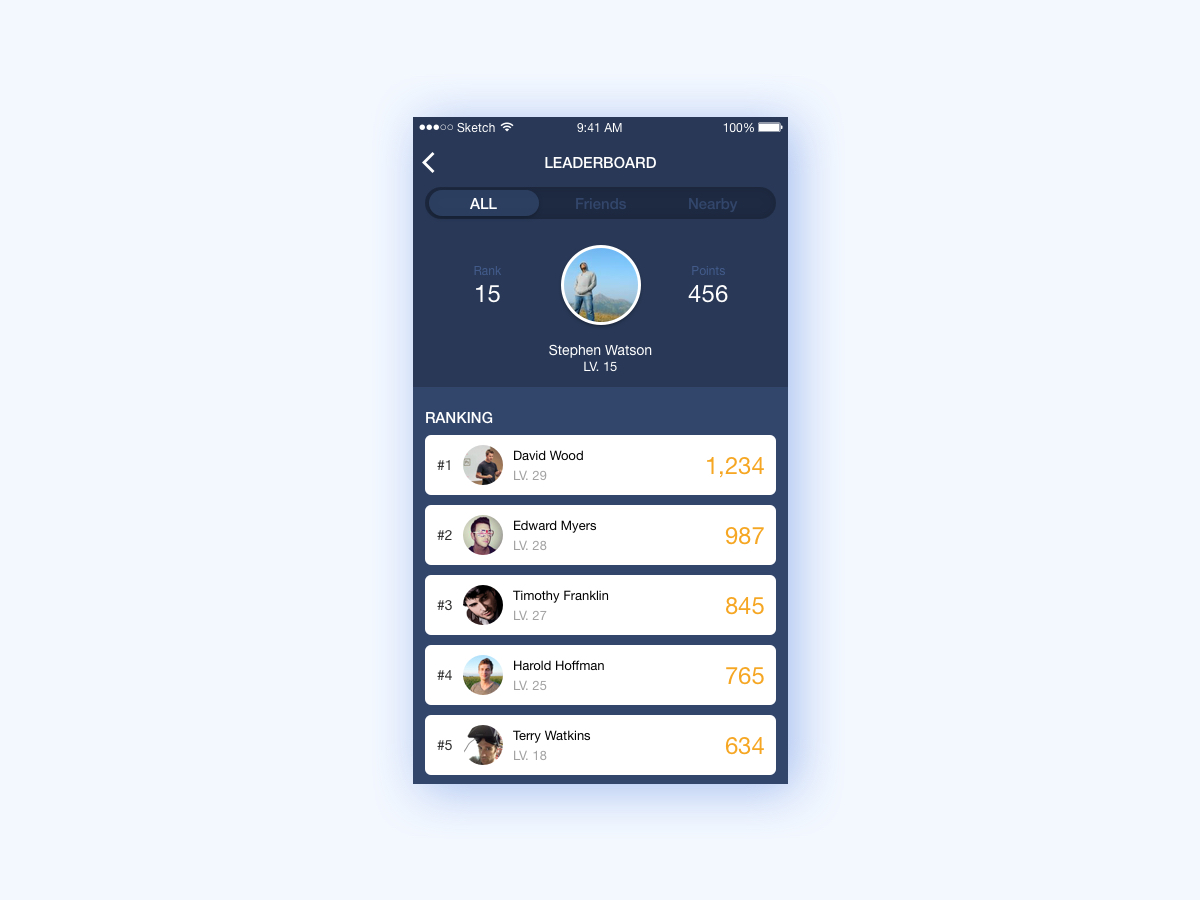 Sketch 9:41 AM 100%
LEADERBOARD
ALL Friends Nearby
Rank Points
15 456
Stephen Watson
LV. 15
RANKING
#1 David Wood 1,234
LV. 29
#2 Edward Myers 987
LV. 28
#3 Timothy Franklin 845
LV. 27
#4 Harold Hoffman 765
LV. 25
#5 Terry Watkins 634
LV. 18